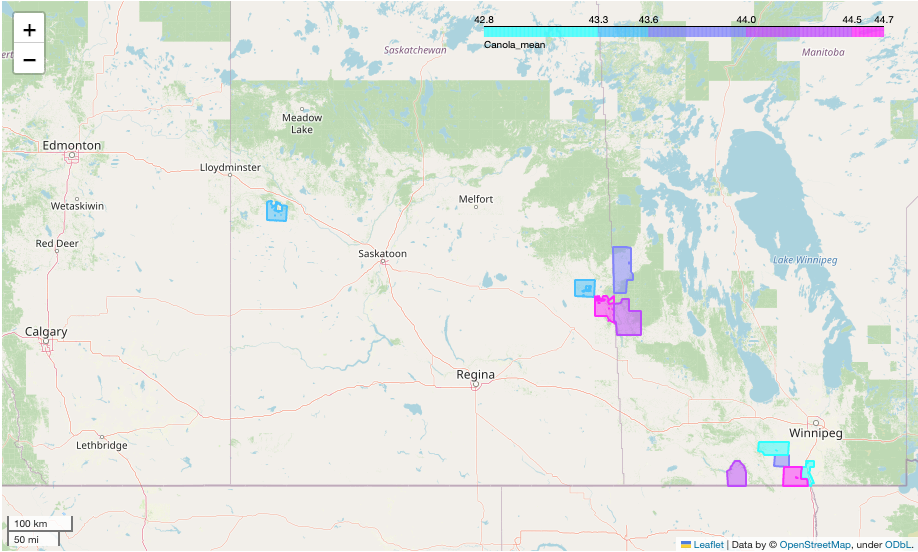 +
−
42.8 43.3 43.6 44.0 44.5 44.7
Canola_mean
Saskatchewan
Manitoba
Meadow
Lake
Edmonton
Lloydminster
Wetaskiwin
Melfort
Red Deer
Saskatoon
Lake Winnipeg
Calgary
Regina
Winnipeg
Lethbridge
100 km
50 mi
Leaflet | Data by © OpenStreetMap, under ODbL.